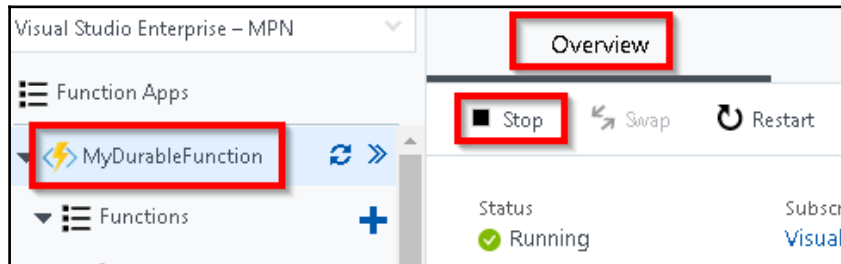 Visual Studio Enterprise – MPN
Function Apps
MyDurableFunction
Functions
Overview
Stop
Swap
Restart
Status
Running
Subscr
Visual